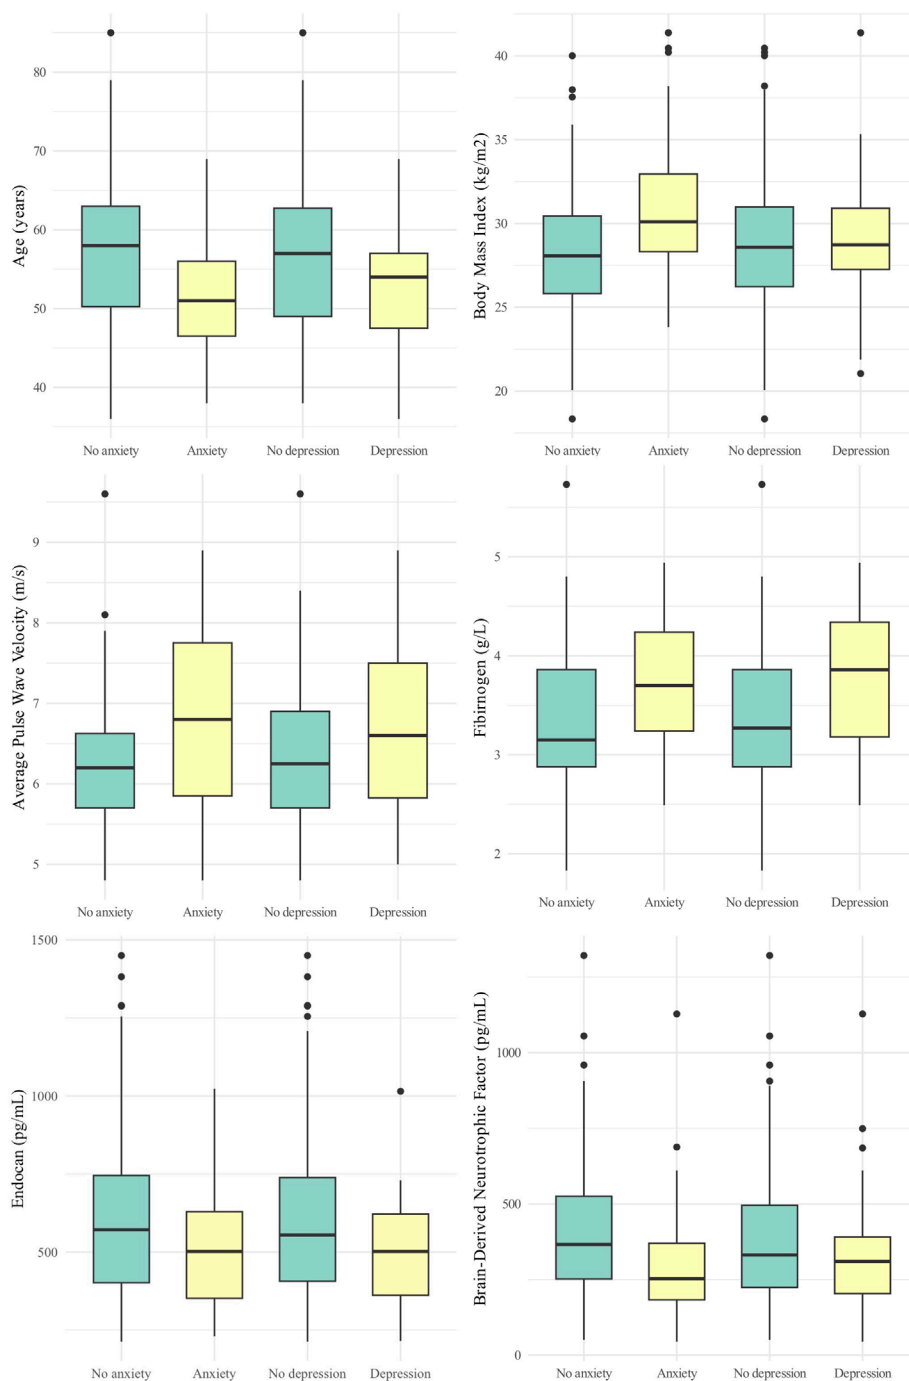 Age (years)
80
70
60
50
40
No anxiety Anxiety No depression Depression
Body Mass Index (kg/m2)
40
35
30
25
20
No anxiety Anxiety No depression Depression
Average Pulse Wave Velocity (m/s)
9
8
7
6
5
No anxiety Anxiety No depression Depression
Fibirnogen (g/L)
5
4
3
2
No anxiety Anxiety No depression Depression
Endocan (pg/mL)
1500
1000
500
No anxiety Anxiety No depression Depression
Brain-Derived Neurotrophic Factor (pg/mL)
1000
500
0
No anxiety Anxiety No depression Depression